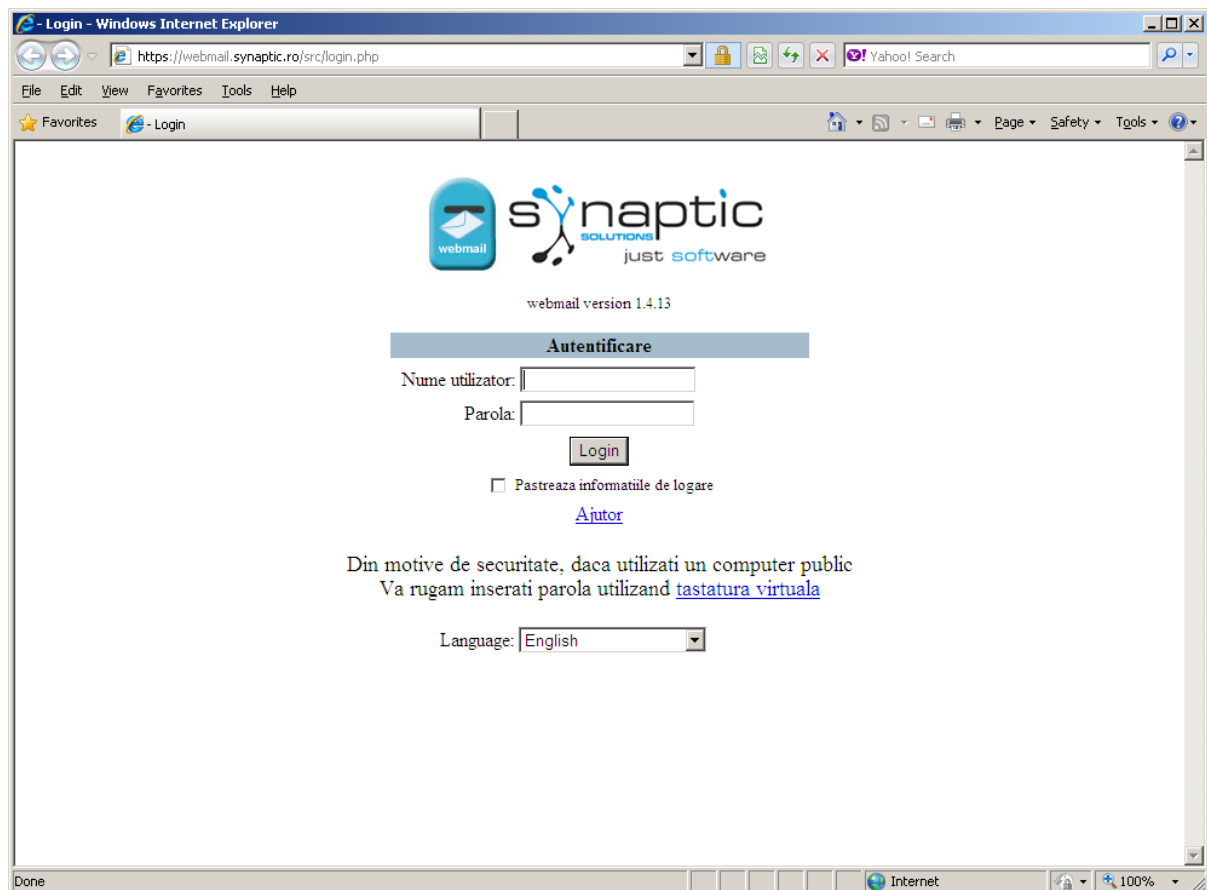 - Login - Windows Internet Explorer
https://webmail.synaptic.ro/src/login.php
Yahoo! Search
File Edit View Favorites Tools Help
Favorites - Login Page Safety Tools
webmail
synaptic
SOLUTIONS
just software
webmail version 1.4.13
Autentificare
Nume utilizator:
Parola:
Login
Pastreaza informatiile de logare
Ajutor
Din motive de securitate, daca utilizati un computer public
Va rugam inserati parola utilizand tastatura virtuala
Language: English
Done Internet 100%